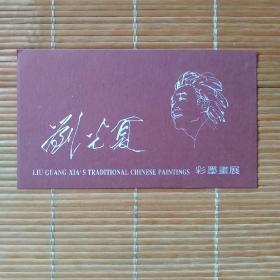 劉光夏
LIU GUANG XIA'S TRADITIONAL CHINESE PAINTINGS 彩墨畫展